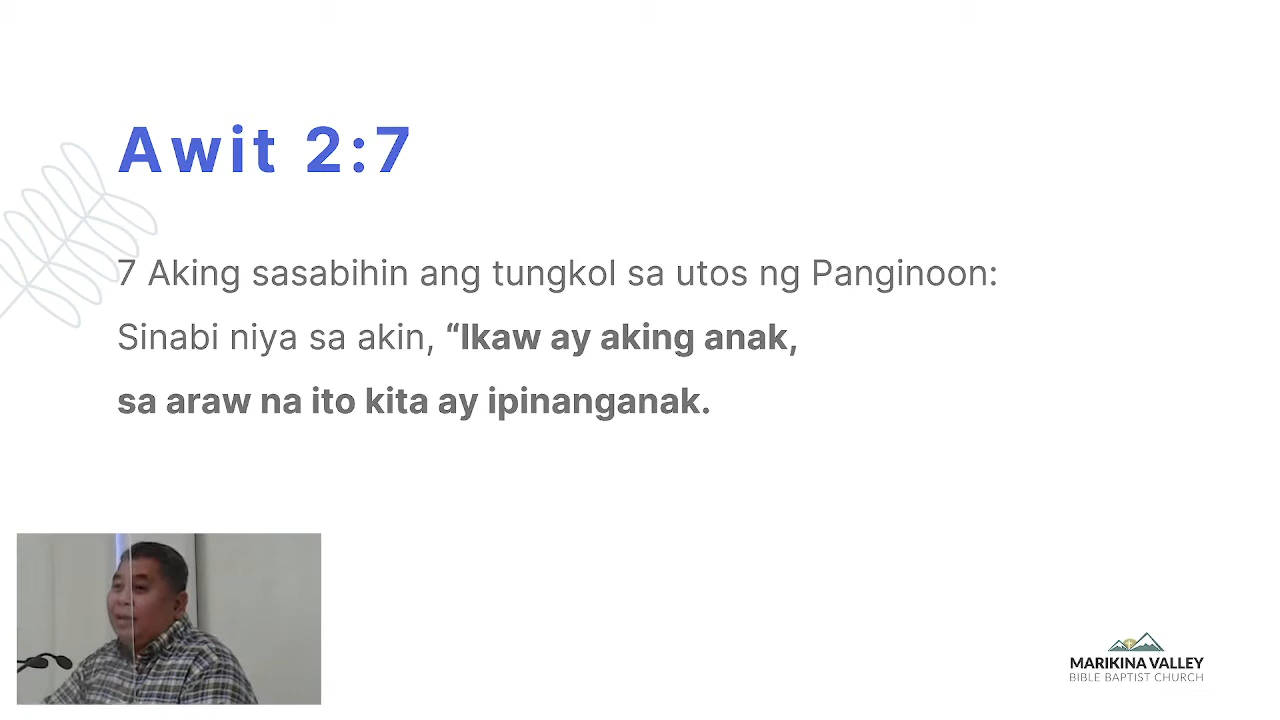 Awit 2:7
7 Aking sasabihin ang tungkol sa utos ng Panginoon:
Sinabi niya sa akin, “Ikaw ay aking anak,
sa araw na ito kita ay ipinanganak.
MARIKINA VALLEY
BIBLE BAPTIST CHURCH